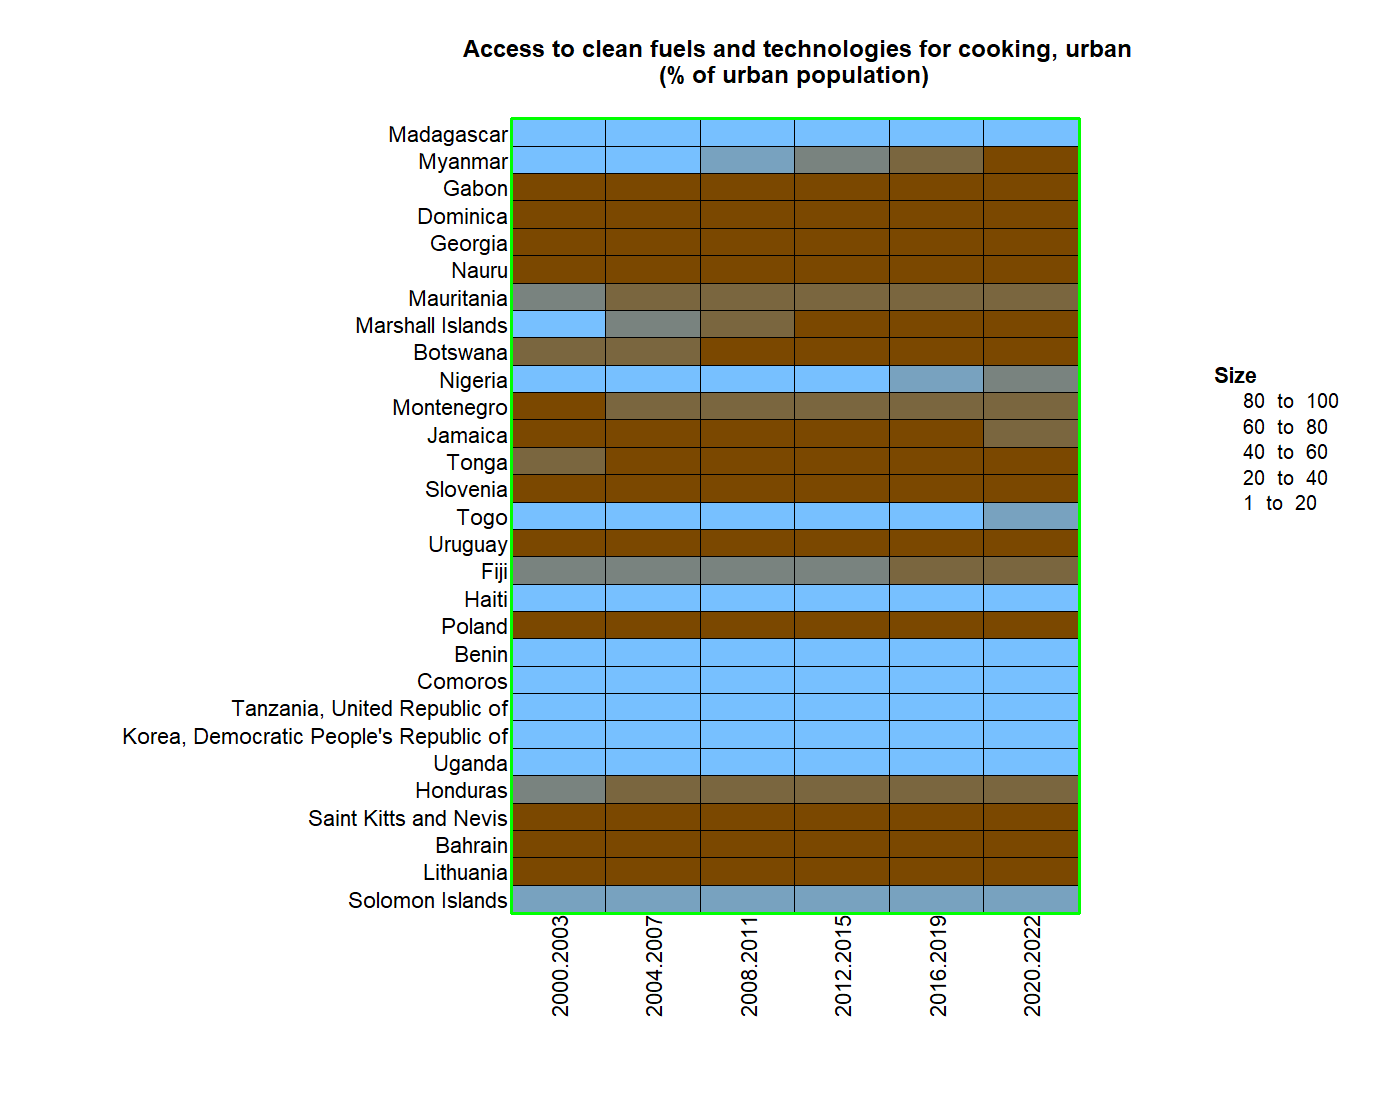 Access to clean fuels and technologies for cooking, urban
(% of urban population)
Madagascar
Myanmar
Gabon
Dominica
Georgia
Nauru
Mauritania
Marshall Islands
Botswana
Nigeria
Montenegro
Jamaica
Tonga
Slovenia
Togo
Uruguay
Fiji
Haiti
Poland
Benin
Comoros
Tanzania, United Republic of
Korea, Democratic People's Republic of
Uganda
Honduras
Saint Kitts and Nevis
Bahrain
Lithuania
Solomon Islands
2000.2003
2004.2007
2008.2011
2012.2015
2016.2019
2020.2022
Size
80 to 100
60 to 80
40 to 60
20 to 40
1 to 20